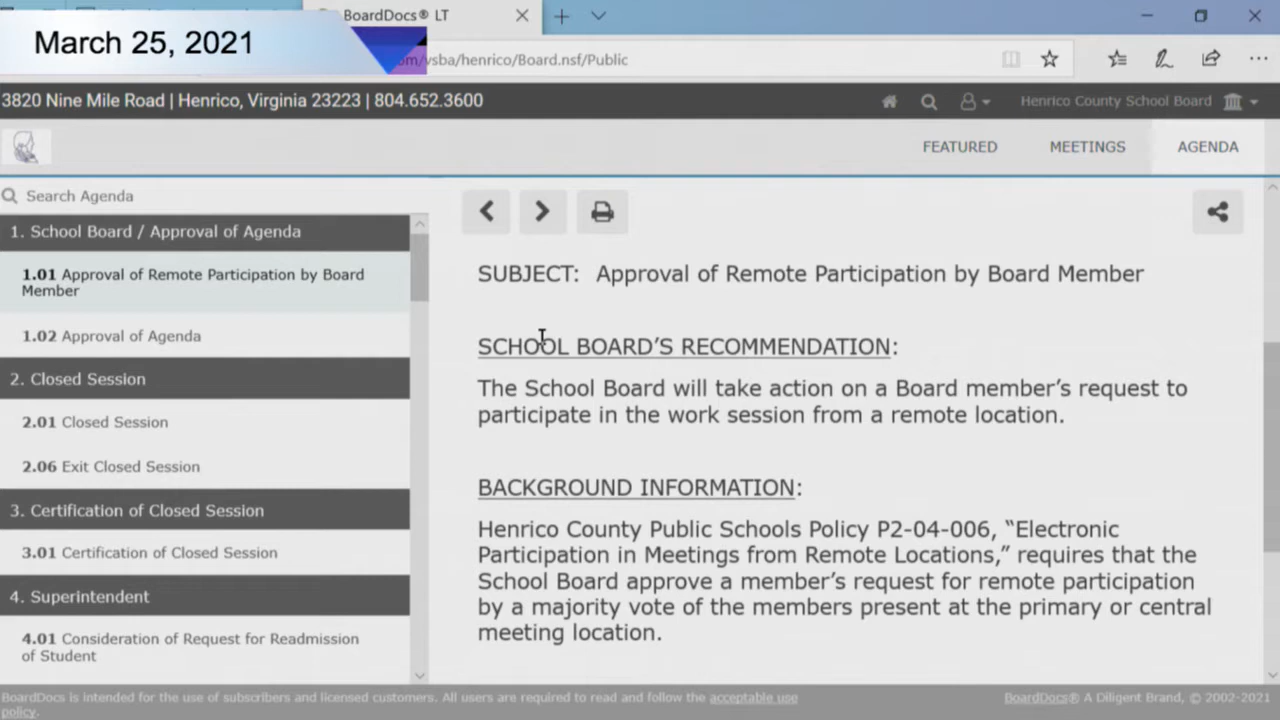 BoardDocs® LT
March 25, 2021
om/vsba/henrico/Board.nsf/Public
3820 Nine Mile Road | Henrico, Virginia 23223 | 804.652.3600
Henrico County School Board
FEATURED
MEETINGS
AGENDA
Search Agenda
1. School Board / Approval of Agenda
1.01 Approval of Remote Participation by Board
Member
1.02 Approval of Agenda
2. Closed Session
2.01 Closed Session
2.06 Exit Closed Session
3. Certification of Closed Session
3.01 Certification of Closed Session
4. Superintendent
4.01 Consideration of Request for Readmission
of Student
SUBJECT: Approval of Remote Participation by Board Member
SCHOOL BOARD’S RECOMMENDATION:
The School Board will take action on a Board member’s request to
participate in the work session from a remote location.
BACKGROUND INFORMATION:
Henrico County Public Schools Policy P2-04-006, “Electronic
Participation in Meetings from Remote Locations,” requires that the
School Board approve a member’s request for remote participation
by a majority vote of the members present at the primary or central
meeting location.
BoardDocs is intended for the use of subscribers and licensed customers. All users are required to read and follow the acceptable use
policy.
BoardDocs® A Diligent Brand, © 2002-2021